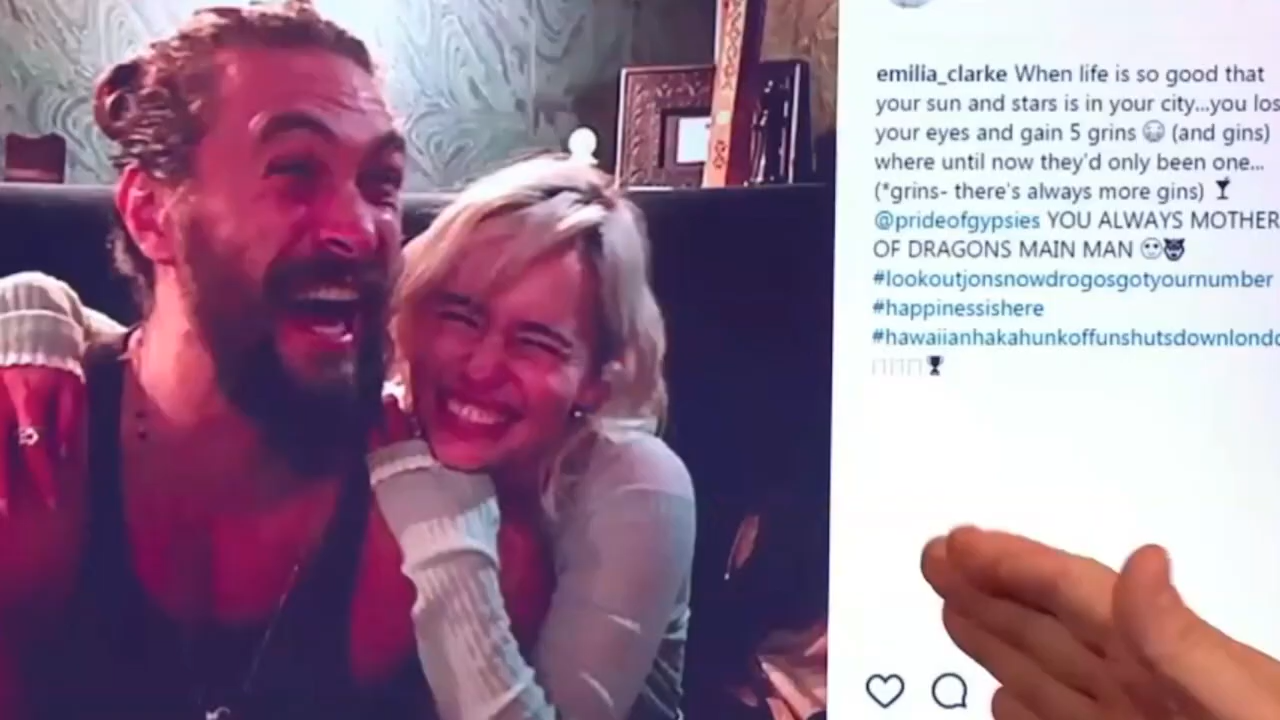 emilia_clarke When life is so good that
your sun and stars is in your city...you los
your eyes and gain 5 grins (and gins)
where until now they'd only been one...
(*grins- there's always more gins)
@prideofgypsies YOU ALWAYS MOTHER
OF DRAGONS MAIN MAN
#lookoutjonsnowdrogosgotyournumber
#happinessishere
#hawaiianhakahunkoffunshutsdownlondo